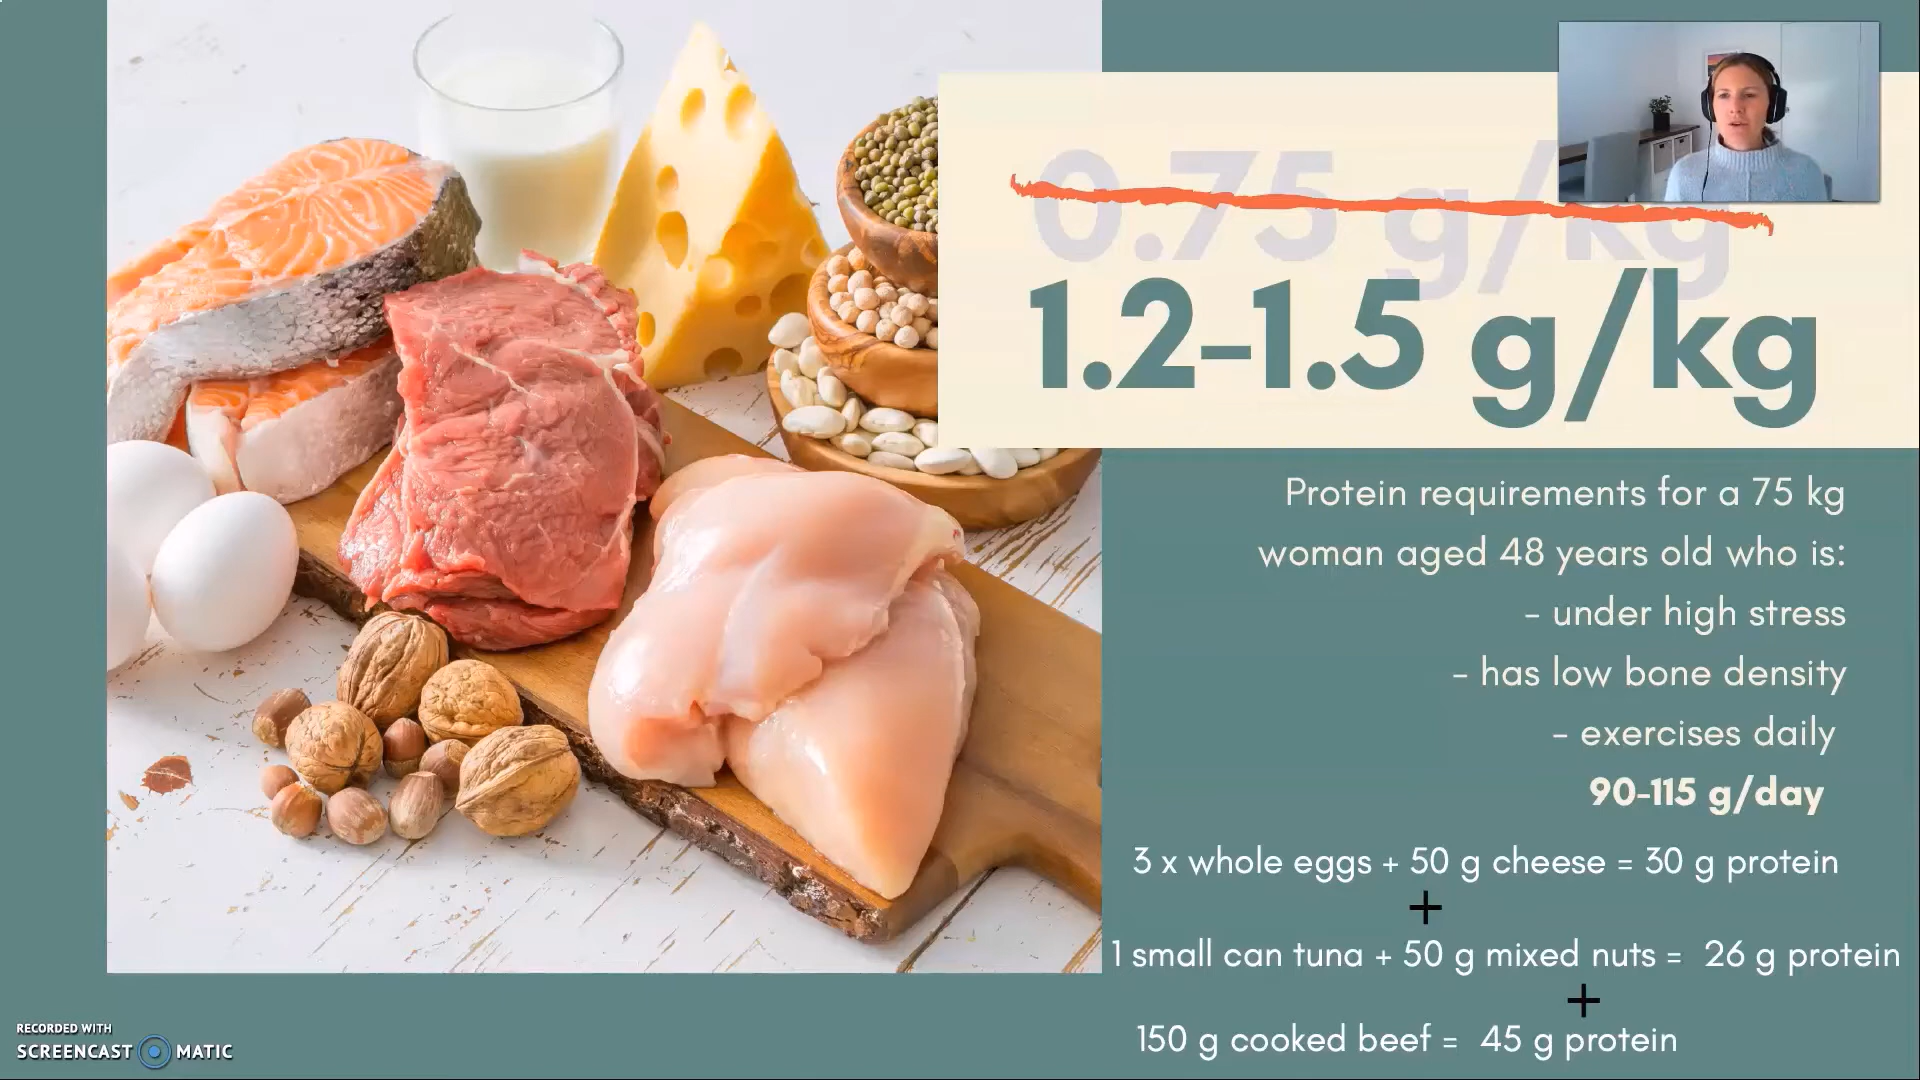 0.75 g/kg
1.2-1.5 g/kg
Protein requirements for a 75 kg
woman aged 48 years old who is:
- under high stress
- has low bone density
- exercises daily
90-115 g/day
3 x whole eggs + 50 g cheese = 30 g protein
+
1 small can tuna + 50 g mixed nuts = 26 g protein
+
150 g cooked beef = 45 g protein
RECORDED WITH
SCREENCAST MATIC